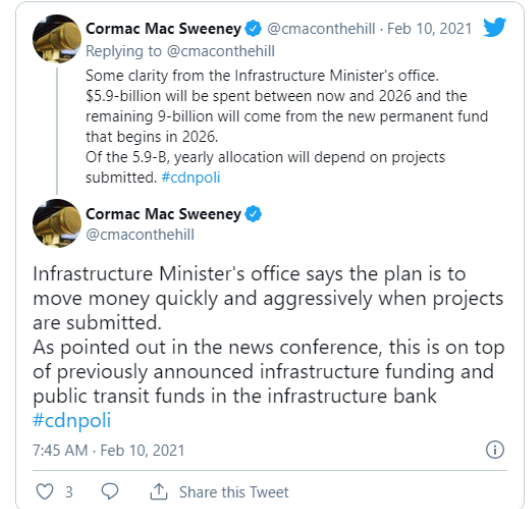 Cormac Mac Sweeney @cmaconthehill · Feb 10, 2021
Replying to @cmaconthehill
Some clarity from the Infrastructure Minister's office.
$5.9-billion will be spent between now and 2026 and the
remaining 9-billion will come from the new permanent fund
that begins in 2026.
Of the 5.9-B, yearly allocation will depend on projects
submitted. #cdnpoli
Cormac Mac Sweeney
@cmaconthehill
Infrastructure Minister's office says the plan is to
move money quickly and aggressively when projects
are submitted.
As pointed out in the news conference, this is on top
of previously announced infrastructure funding and
public transit funds in the infrastructure bank
#cdnpoli
7:45 AM · Feb 10, 2021
3 Share this Tweet